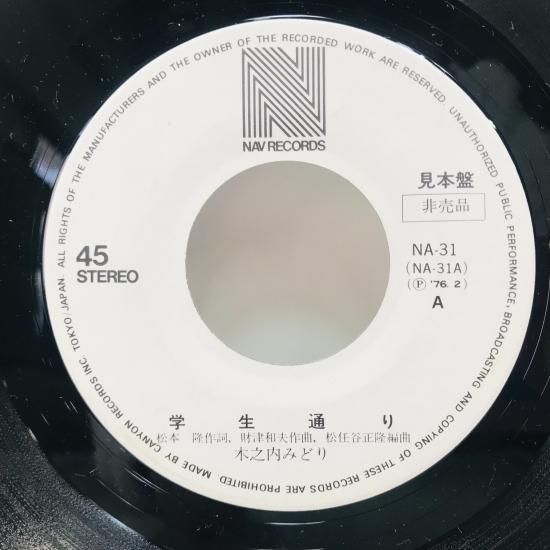 ALL RIGHTS OF THE MANUFACTURERS AND THE OWNER OF THE RECORDED WORK ARE RESERVED. UNAUTHORIZED PUBLIC PERFORMANCE, BROADCASTING AND COPYING OF THESE RECORDS ARE PROHIBITED. MADE BY CANYON RECORDS INC. TOKYO/JAPAN.
N
NAV RECORDS
見本盤
非売品
45
STEREO
NA-31
(NA-31A)
(Ⓟ '76. 2)
A
学生通り
松本 隆作詞, 財津和夫作曲, 松任谷正隆編曲
木之内みどり